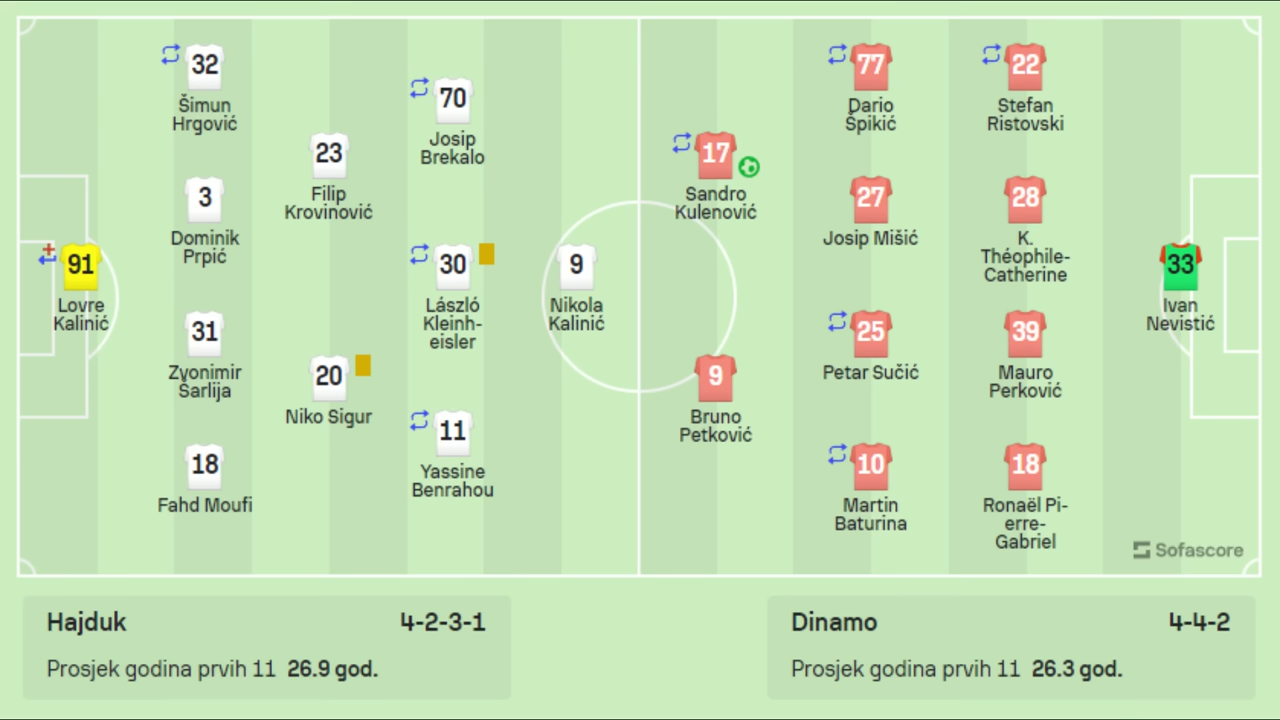 32
Šimun
Hrgović
70
Josip
Brekalo
23
Filip
Krovinović
3
Dominik
Prpić
91
Lovre
Kalinić
30
László
Kleinh-
eisler
9
Nikola
Kalinić
31
Zvonimir
Šarlija
20
Niko Sigur
11
Yassine
Benrahou
18
Fahd Moufi
17
Sandro
Kulenović
9
Bruno
Petković
77
Dario
Špikić
27
Josip Mišić
25
Petar Sučić
10
Martin
Baturina
22
Stefan
Ristovski
28
K.
Théophile-
Catherine
39
Mauro
Perković
18
Ronaël Pi-
erre-
Gabriel
33
Ivan
Nevistić
Sofascore
Hajduk 4-2-3-1
Prosjek godina prvih 11 26.9 god.
Dinamo 4-4-2
Prosjek godina prvih 11 26.3 god.